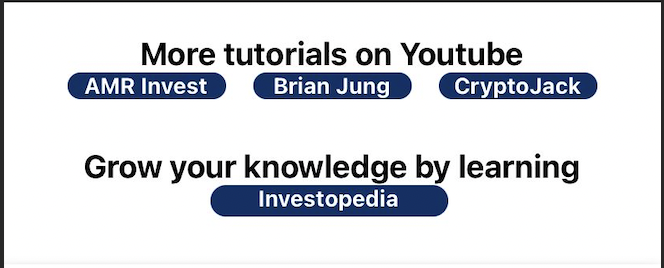 More tutorials on Youtube
AMR Invest Brian Jung CryptoJack
Grow your knowledge by learning
Investopedia